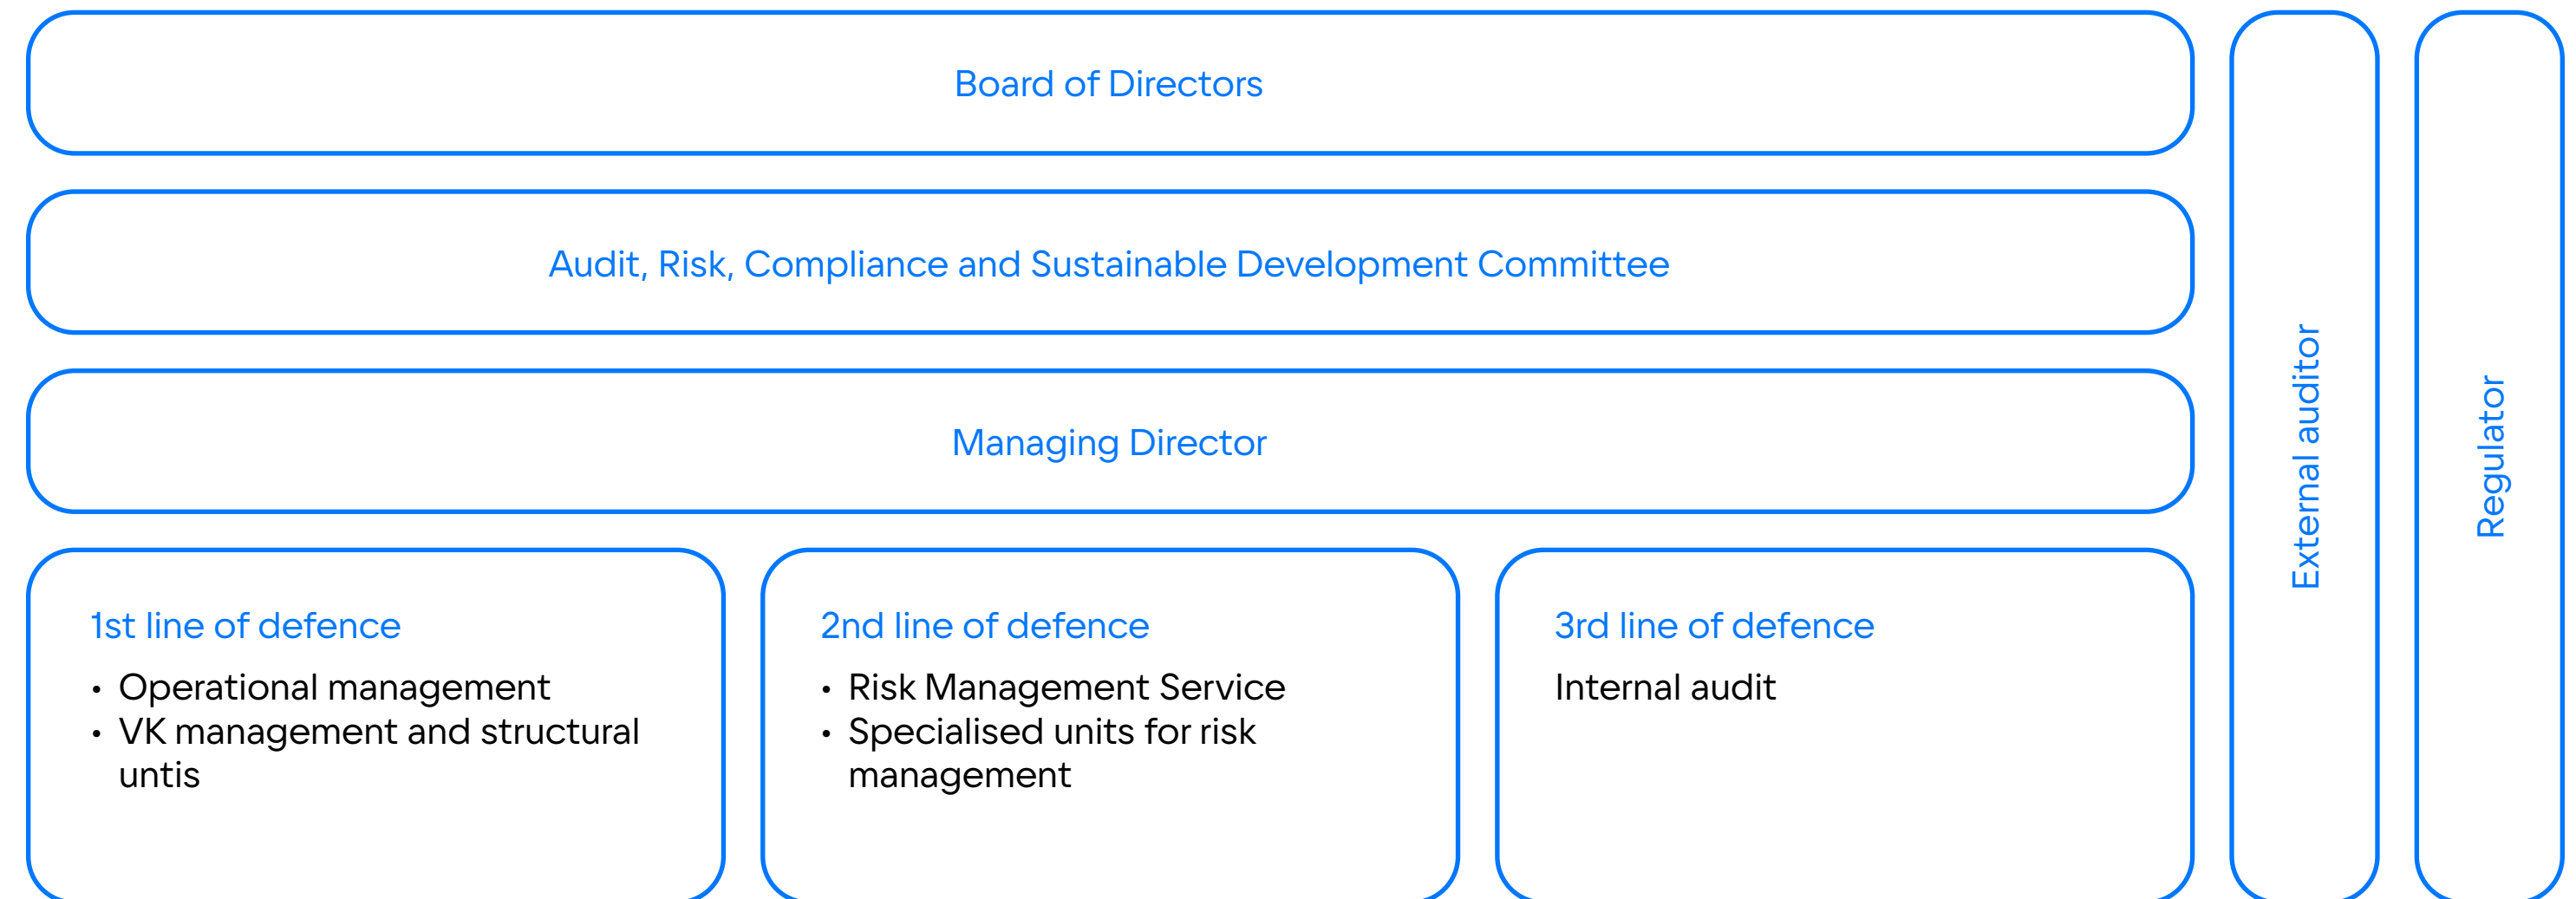 Board of Directors
Audit, Risk, Compliance and Sustainable Development Committee
Managing Director
1st line of defence
• Operational management
• VK management and structural
untis
2nd line of defence
• Risk Management Service
• Specialised units for risk
management
3rd line of defence
Internal audit
External auditor
Regulator